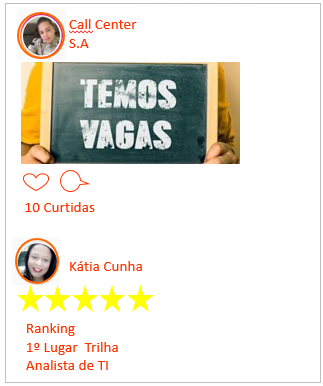 Call Center
S.A
TEMOS
VAGAS
10 Curtidas
Kátia Cunha
Ranking
1º Lugar Trilha
Analista de TI